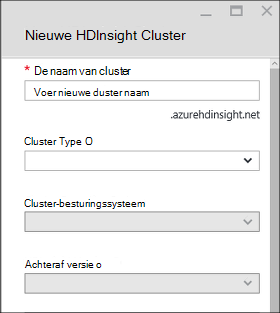 Nieuwe HDInsight Cluster
* De naam van cluster
Voer nieuwe duster naam
.azurehdinsight.net
Cluster Type O
Cluster-besturingssysteem
Achteraf versie o